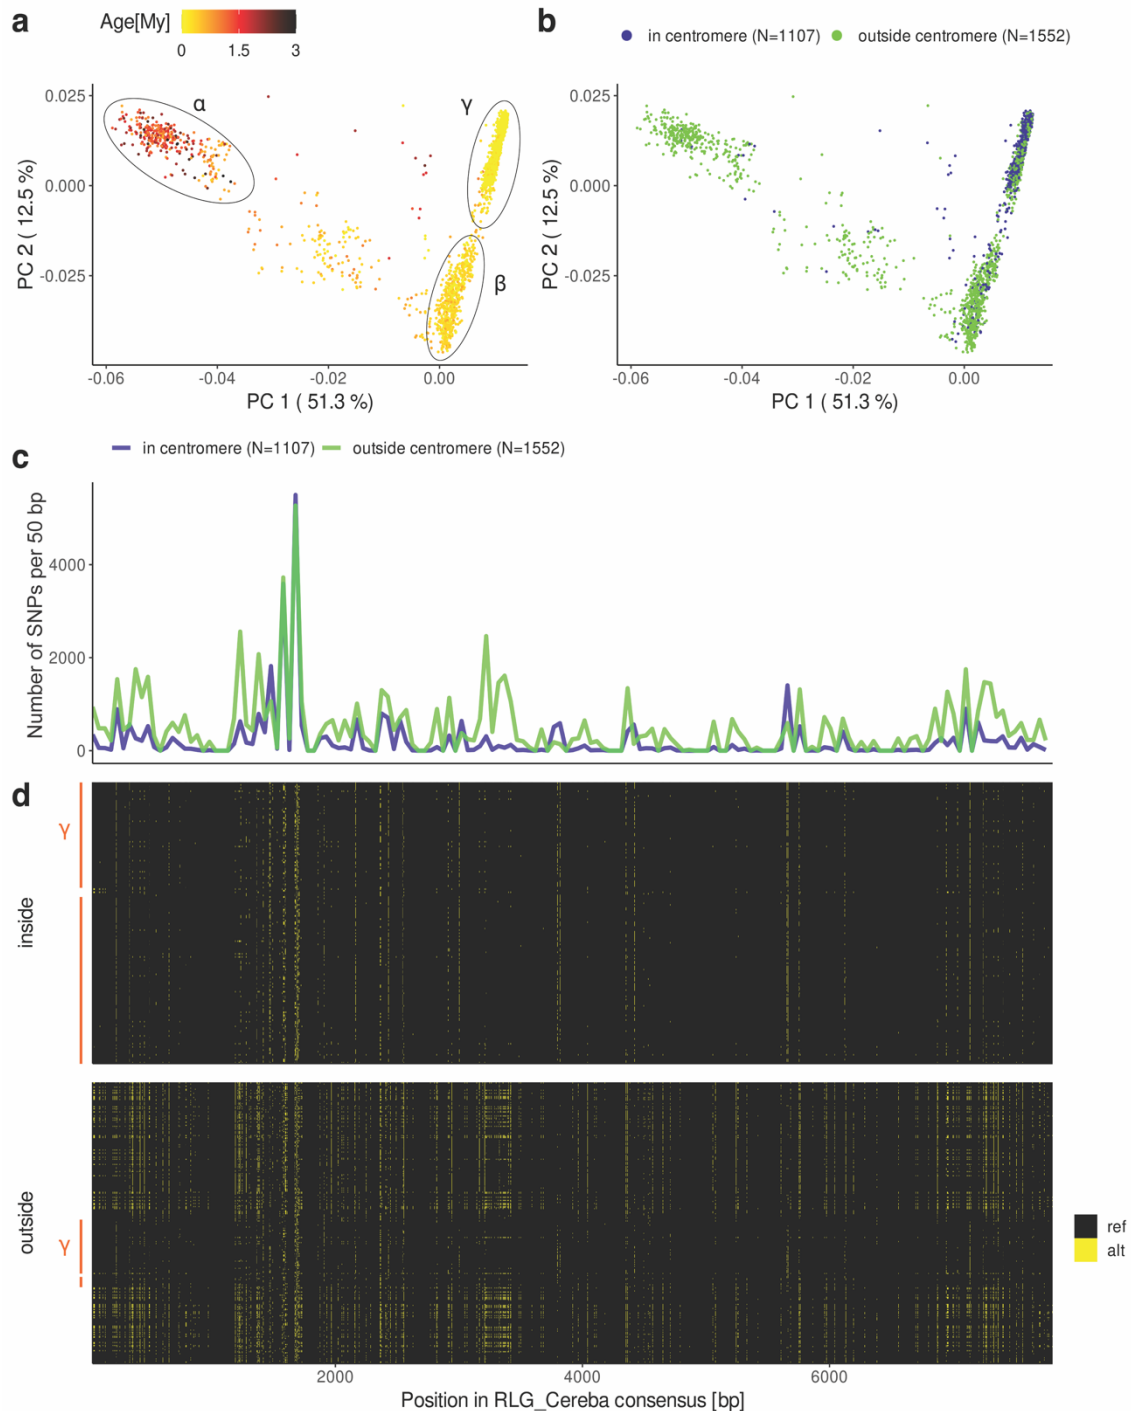 a
Age[My]
0 1.5 3
b
in centromere (N=1107) outside centromere (N=1552)
0.025
0.000
-0.025
PC 2 ( 12.5 %)
α
γ
β
-0.06 -0.04 -0.02 0.00
PC 1 ( 51.3 %)
0.025
0.000
-0.025
PC 2 ( 12.5 %)
-0.06 -0.04 -0.02 0.00
PC 1 ( 51.3 %)
c
in centromere (N=1107) outside centromere (N=1552)
Number of SNPs per 50 bp
4000
2000
0
d
γ
inside
outside
γ
ref
alt
2000 4000 6000
Position in RLG_Cereba consensus [bp]